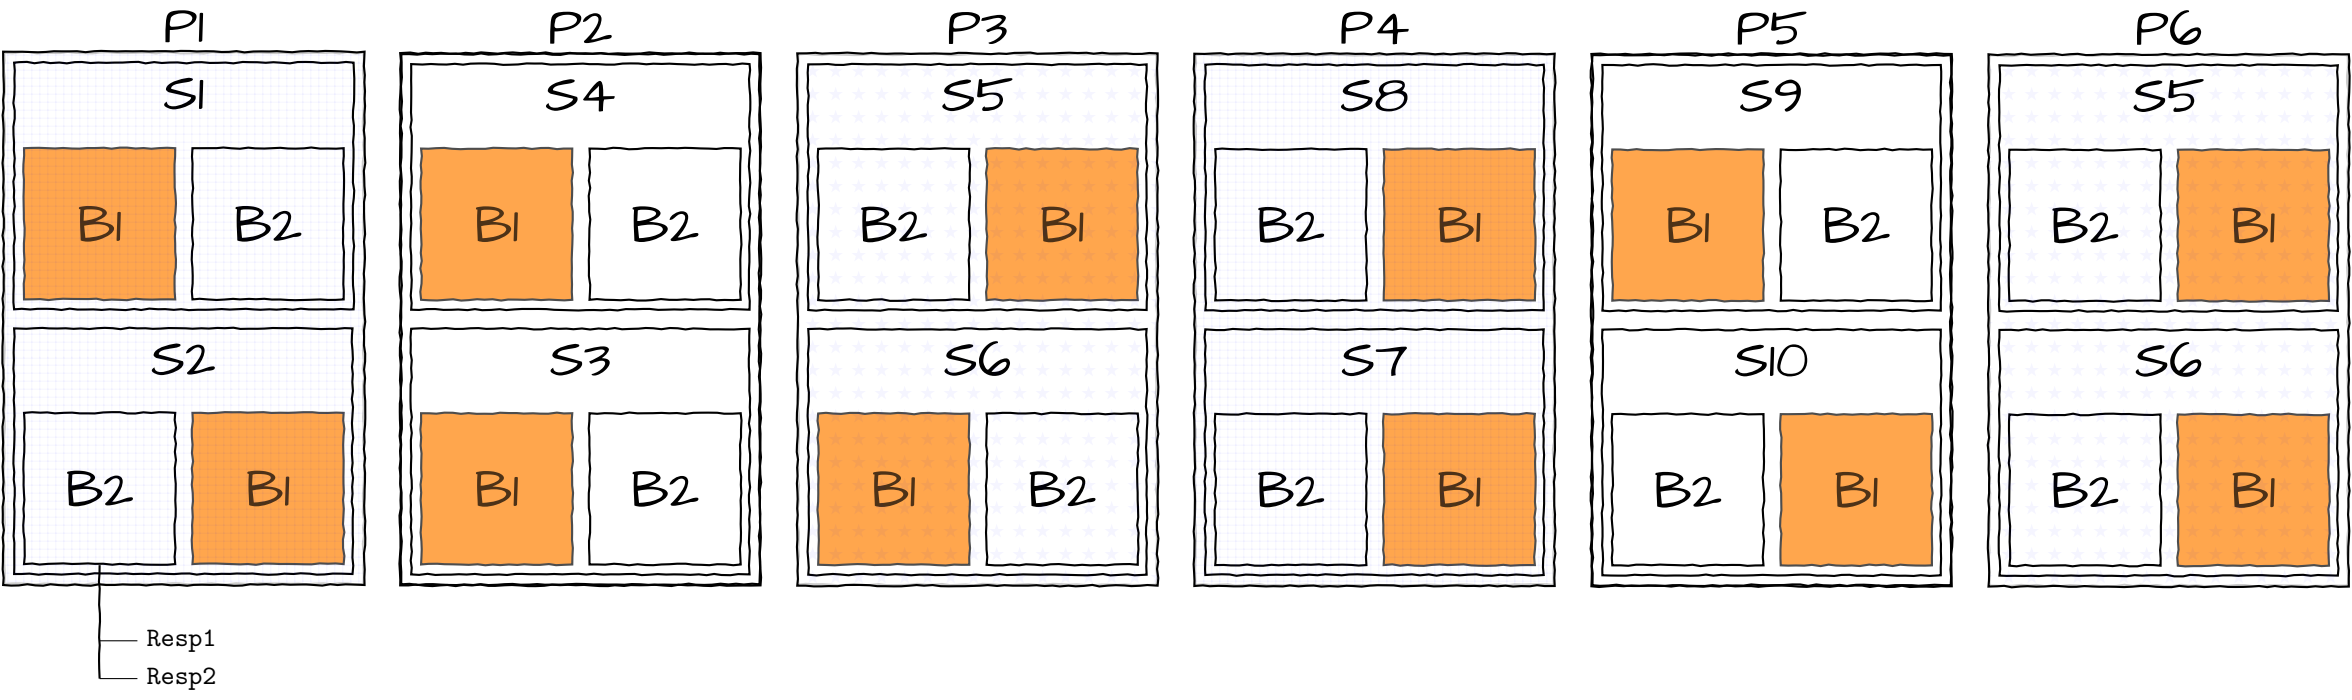 P1 P2 P3 P4 P5 P6
S1 S4 S5 S8 S9 S5
B1 B2 B1 B2 B2 B1 B2 B1 B1 B2 B2 B1
S2 S3 S6 S7 S10 S6
B2 B1 B1 B2 B1 B2 B2 B1 B2 B1 B2 B1
Resp1
Resp2